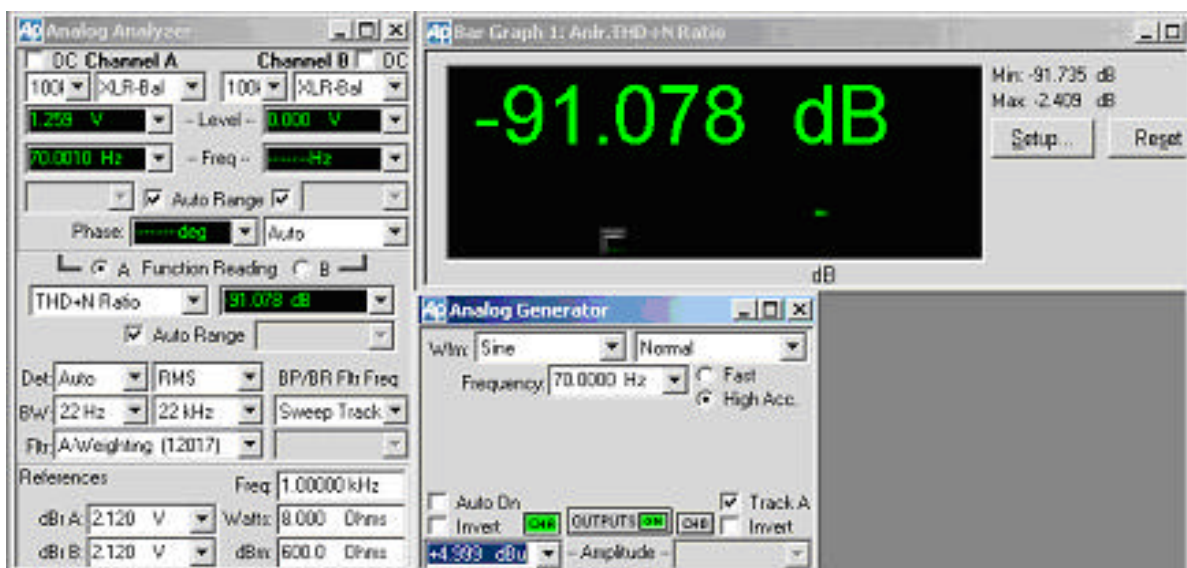 Ap Analog Analyzer
DC Channel A Channel B DC
100k XLR-Bal 100k XLR-Bal
1.259 V - Level - 0.000 V
70.0010 Hz - Freq - ------Hz
Auto Range
Phase: ------deg Auto
A Function Reading B
THD+N Ratio -91.078 dB
Auto Range
Det: Auto RMS BP/BR Fltr Freq
BW: 22 Hz 22 kHz Sweep Track
Fltr: A-Weighting (12017)
References Freq: 1.00000 kHz
dBr A: 2.120 V Watts: 8.000 Ohms
dBr B: 2.120 V dBm: 600.0 Ohms
Ap Bar Graph 1: Anlr.THD+N Ratio
-91.078 dB
Min: -91.735 dB
Max: -2.409 dB
Setup... Reset
dB
Ap Analog Generator
Wfm: Sine Normal
Frequency: 70.0000 Hz Fast
High Acc.
Auto On Track A
Invert CHA OUTPUTS ON CHB Invert
+4.999 dBu - Amplitude -